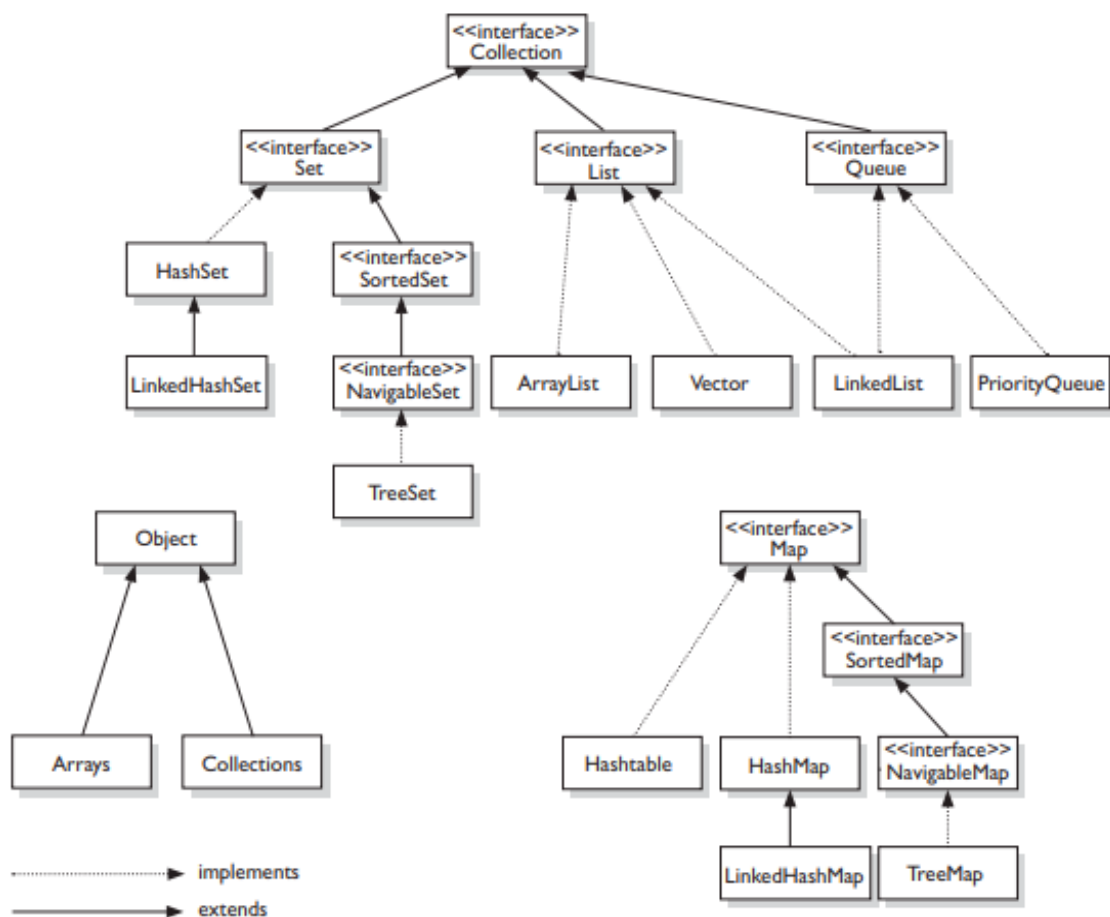 <<interface>>
Collection
<<interface>>
Set
<<interface>>
List
<<interface>>
Queue
HashSet
<<interface>>
SortedSet
LinkedHashSet
<<interface>>
NavigableSet
ArrayList
Vector
LinkedList
PriorityQueue
TreeSet
Object
<<interface>>
Map
<<interface>>
SortedMap
Arrays
Collections
Hashtable
HashMap
<<interface>>
NavigableMap
LinkedHashMap
TreeMap
implements
extends